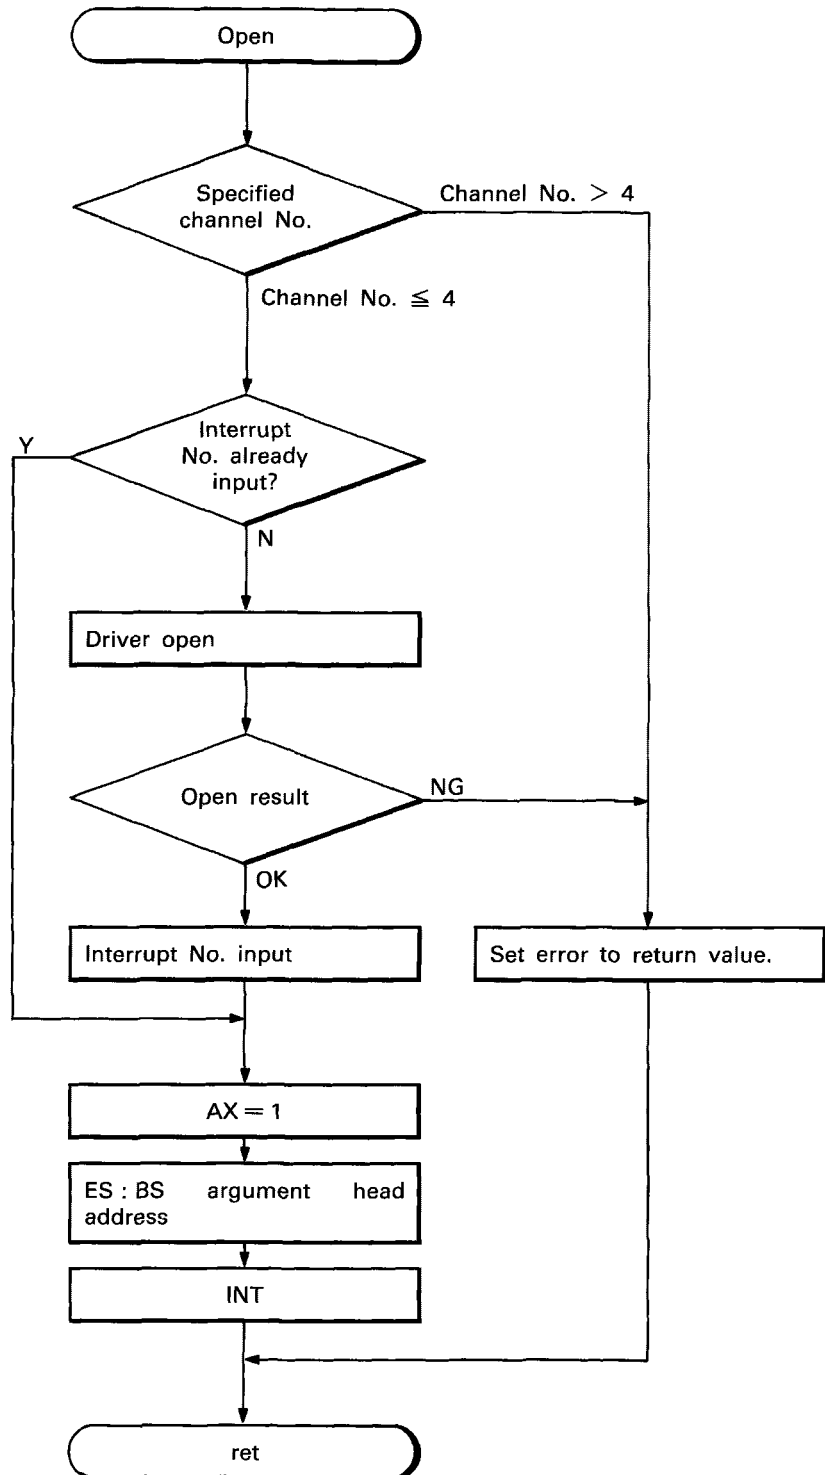 Open
Specified
channel No.
Channel No. > 4
Channel No. ≦ 4
Interrupt
No. already
input?
Y
N
Driver open
Open result
NG
OK
Interrupt No. input
Set error to return value.
AX = 1
ES : BS argument head
address
INT
ret